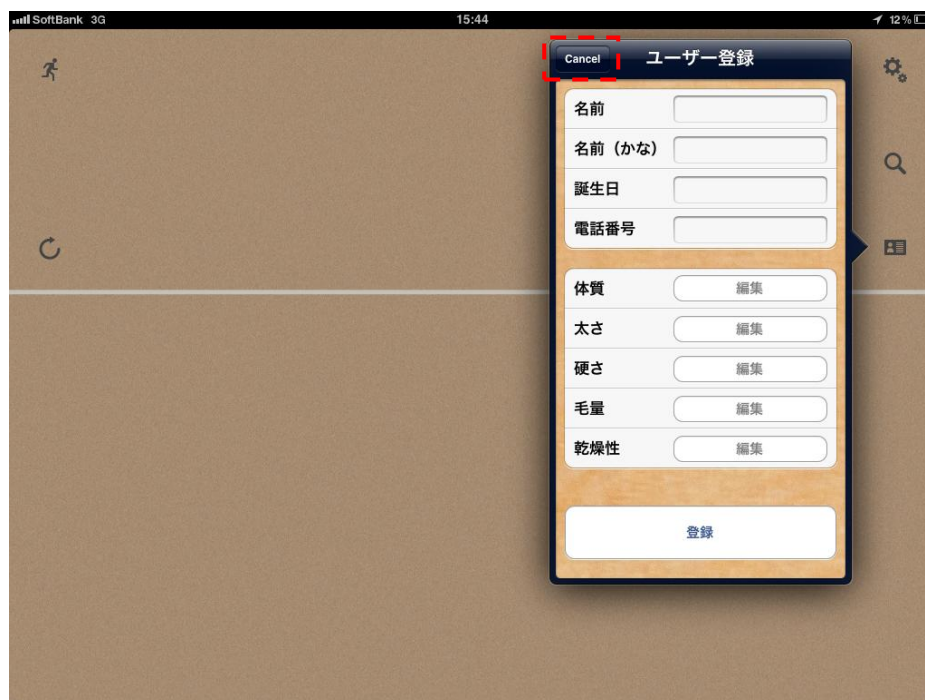 SoftBank 3G
15:44
12%
Cancel
ユーザー登録
名前
名前（かな）
誕生日
電話番号
体質 編集
太さ 編集
硬さ 編集
毛量 編集
乾燥性 編集
登録